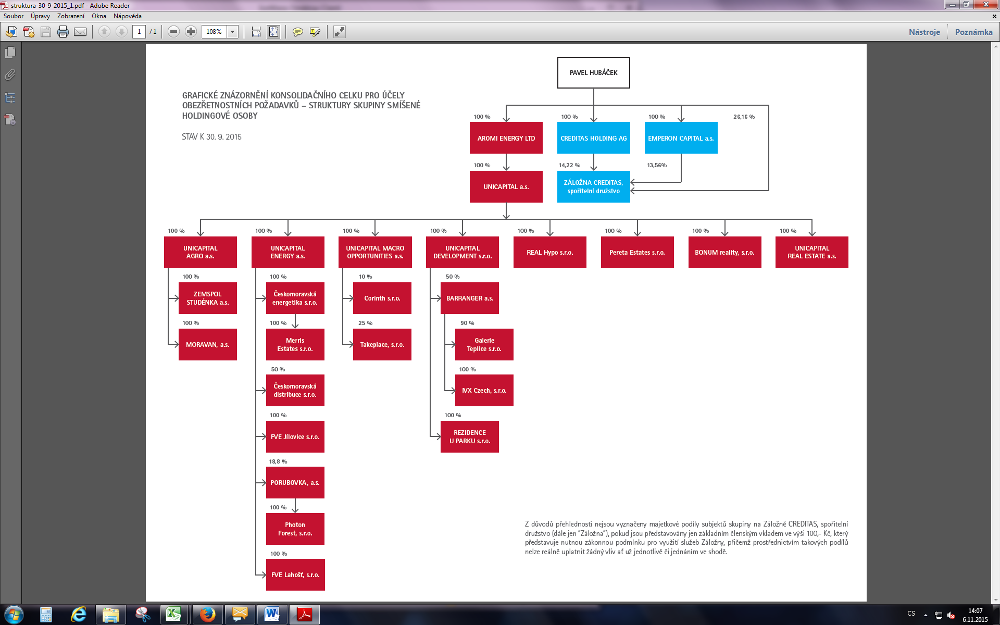 struktura-30-9-2015_1.pdf - Adobe Reader
Soubor Úpravy Zobrazení Okna Nápověda
1 / 1 108%
Nástroje Poznámka
PAVEL HUBÁČEK
GRAFICKÉ ZNÁZORNĚNÍ KONSOLIDAČNÍHO CELKU PRO ÚČELY
OBEZŘETNOSTNÍCH POŽADAVKŮ – STRUKTURY SKUPINY SMÍŠENÉ
HOLDINGOVÉ OSOBY
STAV K 30. 9. 2015
100 % 100 % 100 % 26,16 %
AROMI ENERGY LTD CREDITAS HOLDING AG EMPERON CAPITAL a.s.
100 % 14,22 % 13,56%
UNICAPITAL a.s.
ZÁLOŽNA CREDITAS,
spořitelní družstvo
100 % 100 % 100 % 100 % 100 % 100 % 100 % 100 %
UNICAPITAL
AGRO a.s.
UNICAPITAL
ENERGY a.s.
UNICAPITAL MACRO
OPPORTUNITIES a.s.
UNICAPITAL
DEVELOPMENT s.r.o.
REAL Hypo s.r.o.
Pereta Estates s.r.o.
BONUM reality, s.r.o.
UNICAPITAL
REAL ESTATE a.s.
100 %
ZEMSPOL
STUDÉNKA a.s.
100 %
MORAVAN, a.s.
100 %
Českomoravská
energetika s.r.o.
100 %
Merris
Estates s.r.o.
50 %
Českomoravská
distribuce s.r.o.
100 %
FVE Jílovice s.r.o.
18,8 %
PORUBOVKA, a.s.
100 %
Photon
Forest, s.r.o.
100 %
FVE Lahošť, s.r.o.
10 %
Corinth s.r.o.
25 %
Takeplace, s.r.o.
50 %
BARRANGER a.s.
90 %
Galerie
Teplice s.r.o.
100 %
IVX Czech, s.r.o.
100 %
REZIDENCE
U PARKU s.r.o.
Z důvodů přehlednosti nejsou vyznačeny majetkové podíly subjektů skupiny na Záložně CREDITAS, spořitelní
družstvo (dále jen "Záložna"), pokud jsou představovány jen základním členským vkladem ve výši 100,- Kč, který
představuje nutnou zákonnou podmínku pro využití služeb Záložny, přičemž prostřednictvím takových podílů
nelze reálně uplatnit žádný vliv ať už jednotlivě či jednáním ve shodě.
CS
14:07
6.11.2015